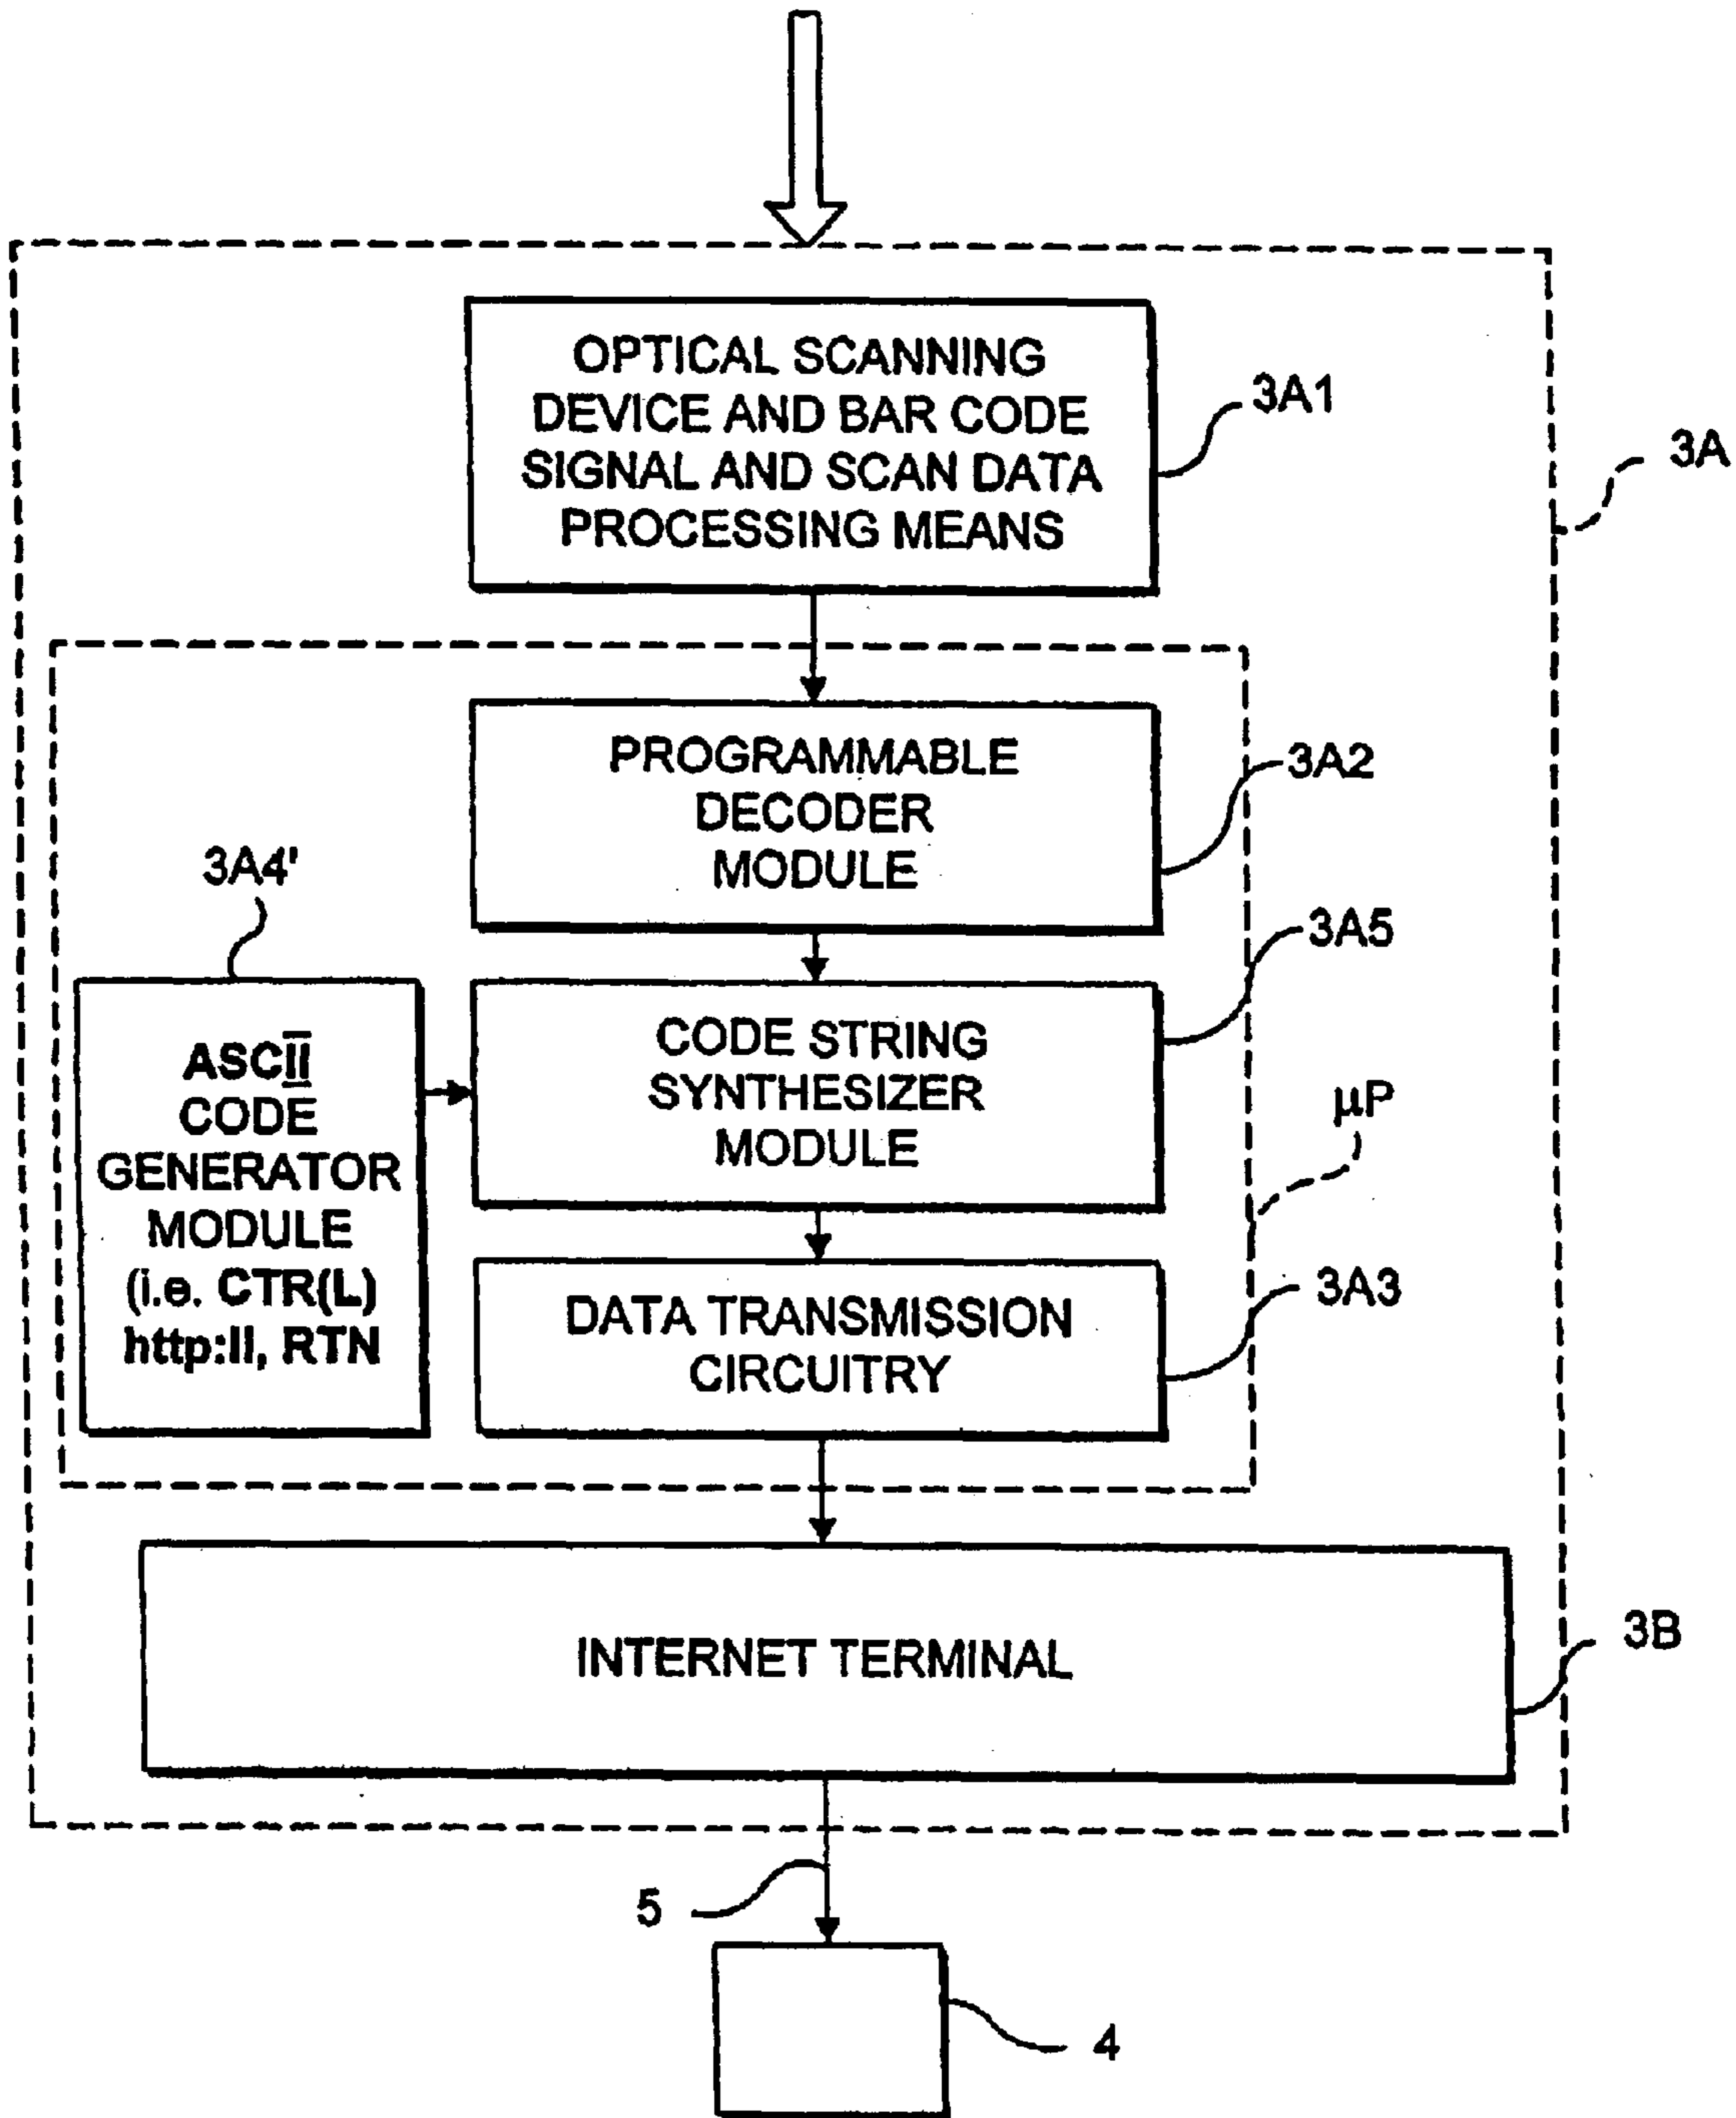 OPTICAL SCANNING
DEVICE AND BAR CODE
SIGNAL AND SCAN DATA
PROCESSING MEANS
3A1
3A
PROGRAMMABLE
DECODER
MODULE
3A2
3A4'
3A5
ASCII
CODE
GENERATOR
MODULE
(i.e. CTR(L)
http:ll, RTN
CODE STRING
SYNTHESIZER
MODULE
µP
DATA TRANSMISSION
CIRCUITRY
3A3
INTERNET TERMINAL
3B
5
4